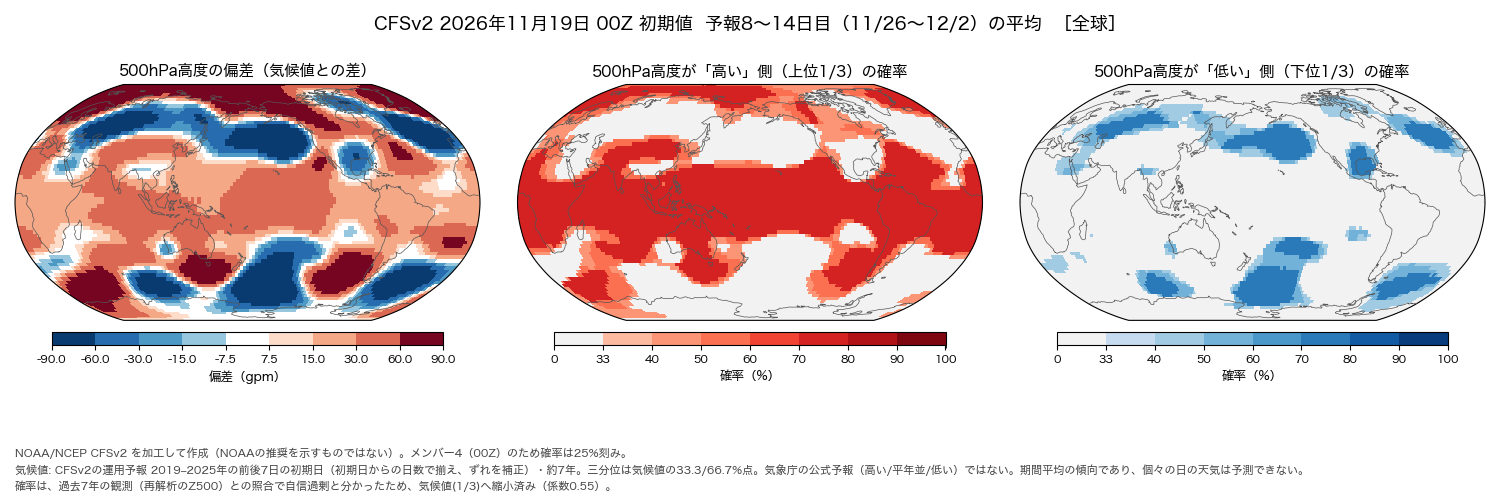 CFSv2 2026年11月19日 00Z 初期値 予報8〜14日目（11/26〜12/2）の平均 ［全球］
500hPa高度の偏差（気候値との差）
500hPa高度が「高い」側（上位1/3）の確率
500hPa高度が「低い」側（下位1/3）の確率
-90.0 -60.0 -30.0 -15.0 -7.5 7.5 15.0 30.0 60.0 90.0
偏差（gpm）
0 33 40 50 60 70 80 90 100
確率（%）
0 33 40 50 60 70 80 90 100
確率（%）
NOAA/NCEP CFSv2 を加工して作成（NOAAの推奨を示すものではない）。メンバー4（00Z）のため確率は25%刻み。
気候値: CFSv2の運用予報 2019–2025年の前後7日の初期日（初期日からの日数で揃え、ずれを補正）・約7年。三分位は気候値の33.3/66.7%点。気象庁の公式予報（高い/平年並/低い）ではない。期間平均の傾向であり、個々の日の天気は予測できない。
確率は、過去7年の観測（再解析のZ500）との照合で自信過剰と分かったため、気候値(1/3)へ縮小済み（係数0.55）。